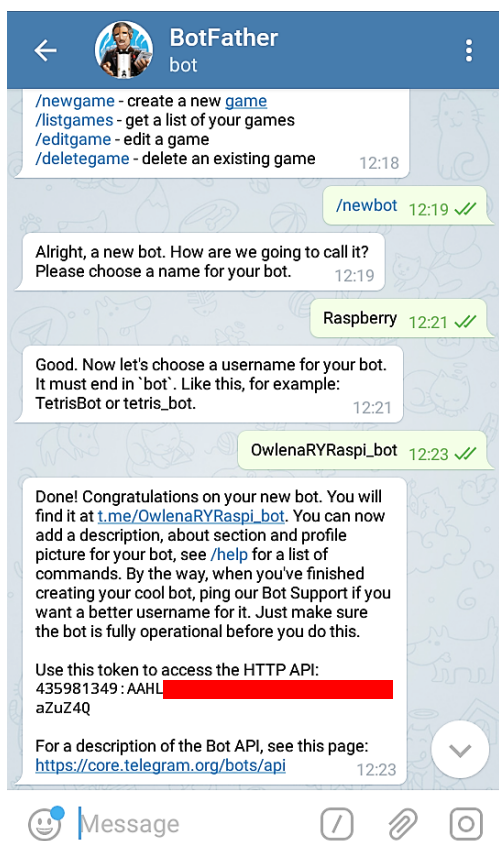 BotFather
bot
/newgame - create a new game
/listgames - get a list of your games
/editgame - edit a game
/deletegame - delete an existing game
12:18
/newbot 12:19
Alright, a new bot. How are we going to call it?
Please choose a name for your bot.
12:19
Raspberry 12:21
Good. Now let's choose a username for your bot.
It must end in `bot`. Like this, for example:
TetrisBot or tetris_bot.
12:21
OwlenaRYRaspi_bot 12:23
Done! Congratulations on your new bot. You will
find it at t.me/OwlenaRYRaspi_bot. You can now
add a description, about section and profile
picture for your bot, see /help for a list of
commands. By the way, when you've finished
creating your cool bot, ping our Bot Support if you
want a better username for it. Just make sure
the bot is fully operational before you do this.
Use this token to access the HTTP API:
435981349:AAHL
aZuZ4Q
For a description of the Bot API, see this page:
https://core.telegram.org/bots/api
12:23
Message